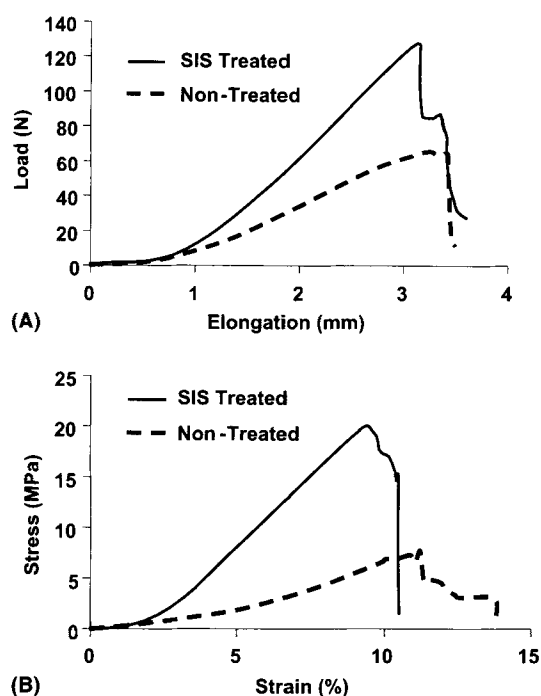 140
120
100
80
60
40
20
0
Load (N)
SIS Treated
Non-Treated
0 1 2 3 4
(A)
Elongation (mm)
25
20
15
10
5
0
Stress (MPa)
SIS Treated
Non-Treated
0 5 10 15
(B)
Strain (%)